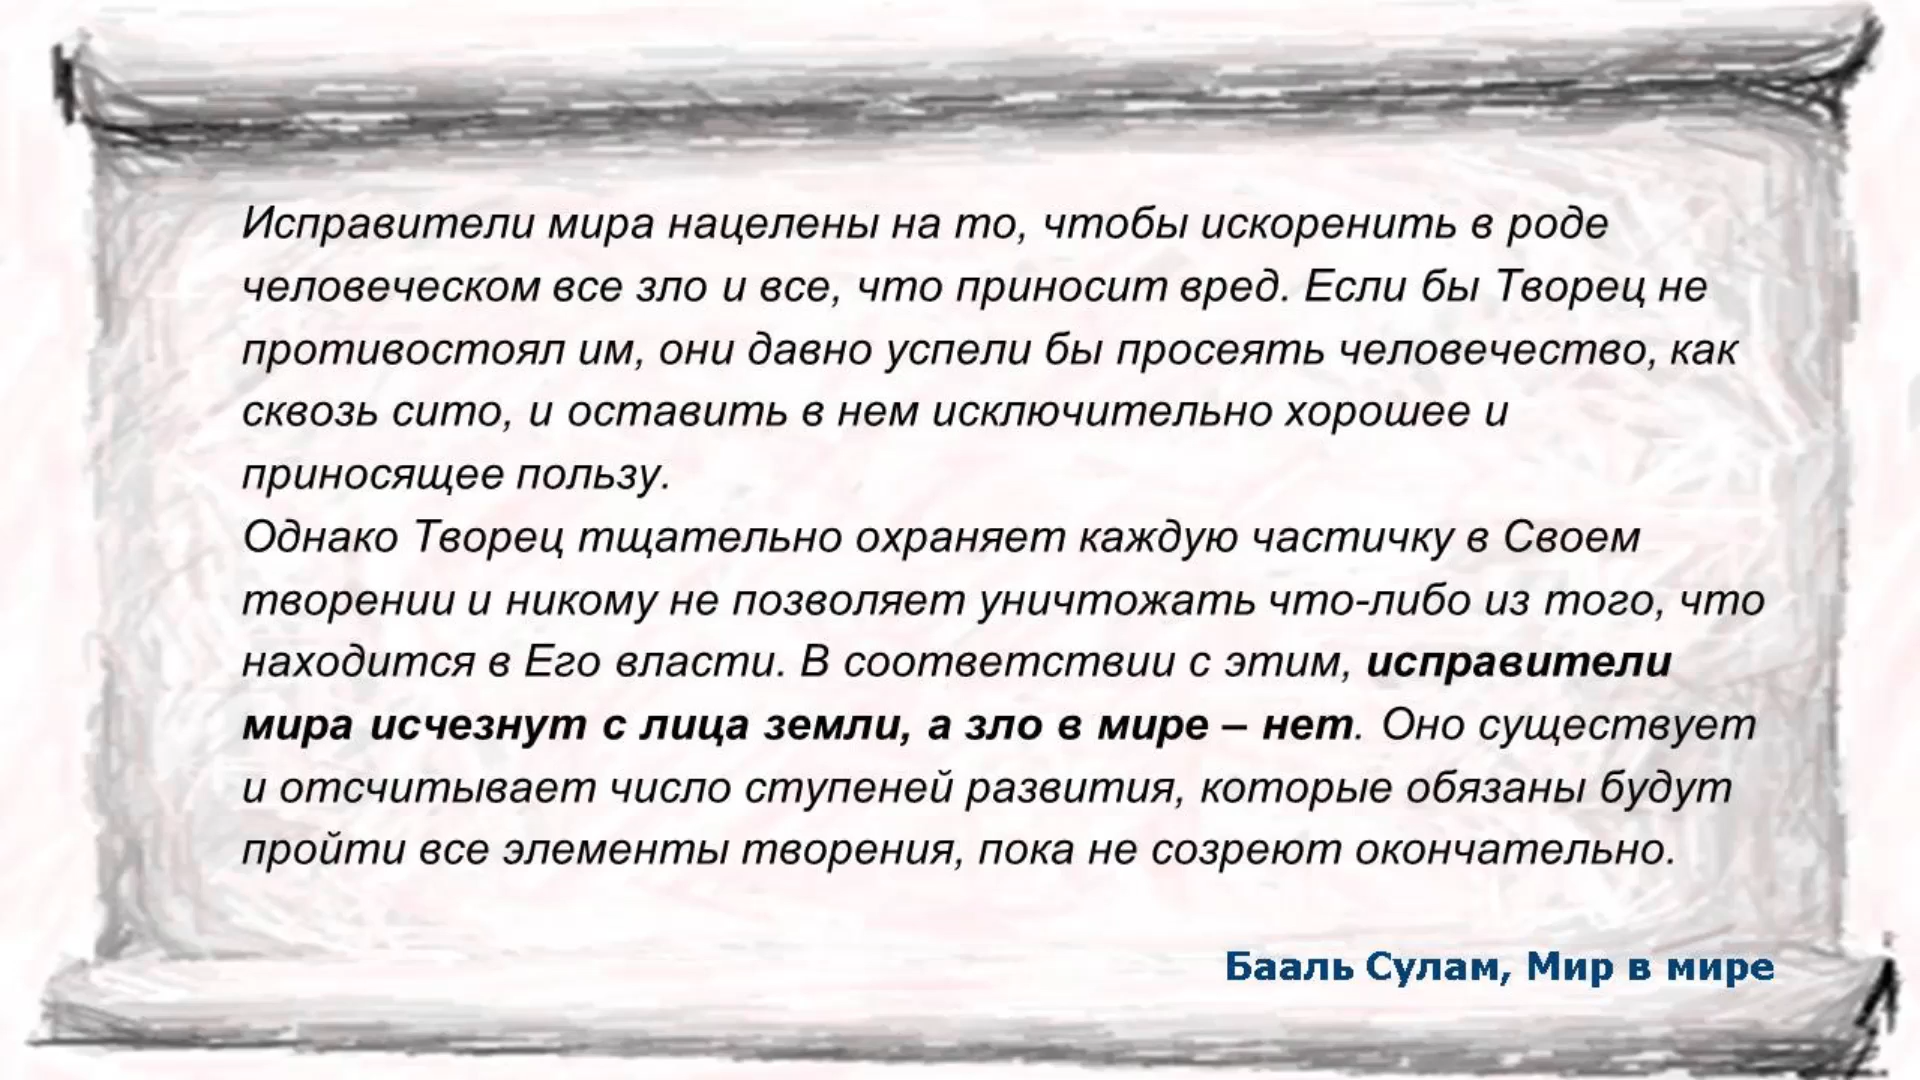 Исправители мира нацелены на то, чтобы искоренить в роде
человеческом все зло и все, что приносит вред. Если бы Творец не
противостоял им, они давно успели бы просеять человечество, как
сквозь сито, и оставить в нем исключительно хорошее и
приносящее пользу.
Однако Творец тщательно охраняет каждую частичку в Своем
творении и никому не позволяет уничтожать что-либо из того, что
находится в Его власти. В соответствии с этим, исправители
мира исчезнут с лица земли, а зло в мире – нет. Оно существует
и отсчитывает число ступеней развития, которые обязаны будут
пройти все элементы творения, пока не созреют окончательно.
Бааль Сулам, Мир в мире